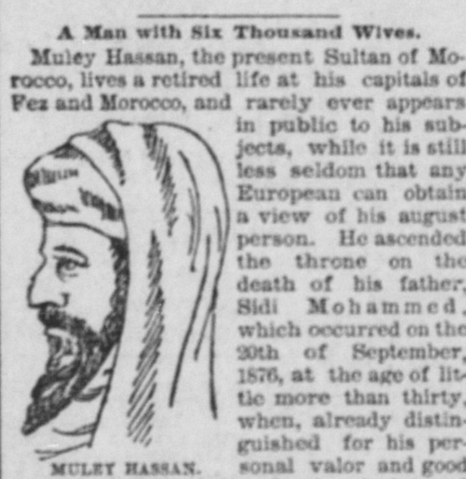 A Man with Six Thousand Wives.
Muley Hassan, the present Sultan of Mo-
rocco, lives a retired life at his capitals of
Fez and Morocco, and rarely ever appears
in public to his sub-
jects, while it is still
less seldom that any
European can obtain
a view of his august
person. He ascended
the throne on the
death of his father,
Sidi Mohammed,
which occurred on the
20th of September,
1876, at the age of lit-
tle more than thirty,
when, already distin-
guished for his per-
sonal valor and good
MULEY HASSAN.